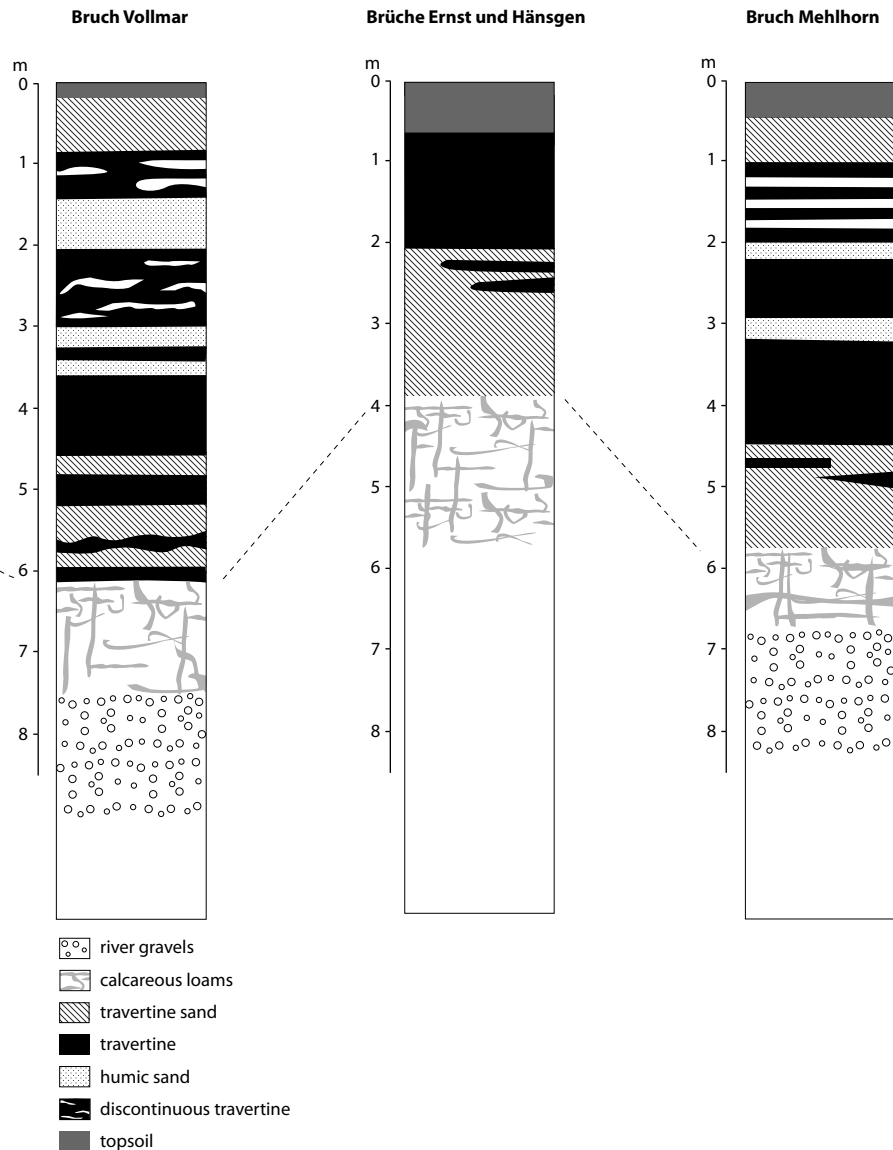 Bruch Vollmar
Brüche Ernst und Hänsgen
Bruch Mehlhorn
m
0
1
2
3
4
5
6
7
8
m
0
1
2
3
4
5
6
7
8
m
0
1
2
3
4
5
6
7
8
river gravels
calcareous loams
travertine sand
travertine
humic sand
discontinuous travertine
topsoil